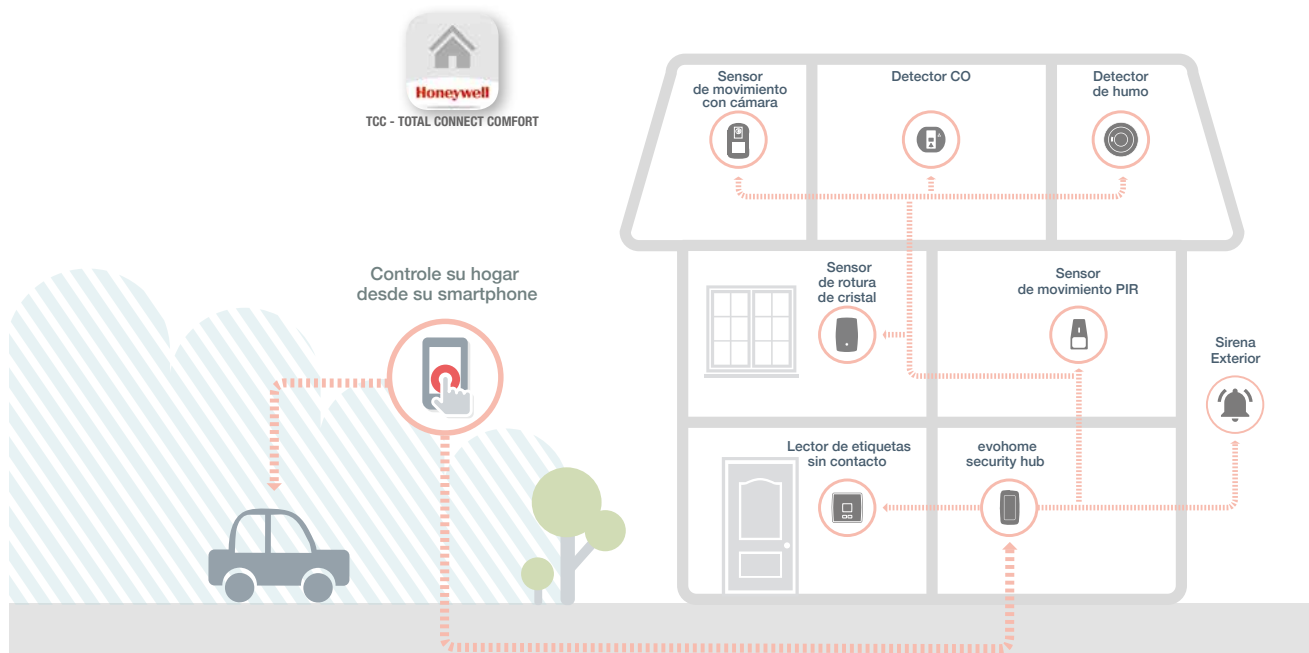 Honeywell
TCC - TOTAL CONNECT COMFORT
Controle su hogar
desde su smartphone
Sensor
de movimiento
con cámara
Detector CO
Detector
de humo
Sensor
de rotura
de cristal
Sensor
de movimiento PIR
Sirena
Exterior
Lector de etiquetas
sin contacto
evohome
security hub